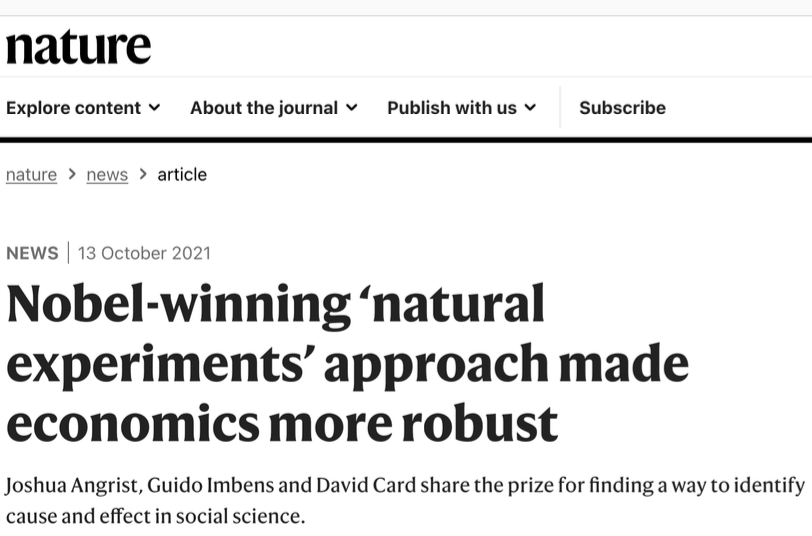 nature
Explore content About the journal Publish with us Subscribe
nature > news > article
NEWS | 13 October 2021
Nobel-winning ‘natural
experiments’ approach made
economics more robust
Joshua Angrist, Guido Imbens and David Card share the prize for finding a way to identify
cause and effect in social science.